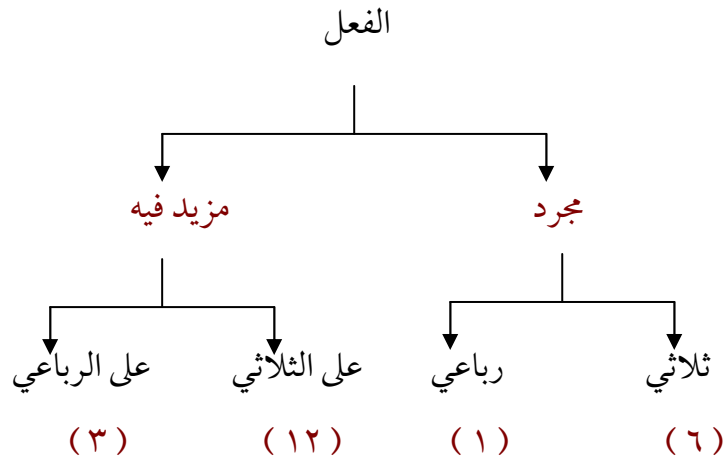 الفعل
مجرد مزيد فيه
ثلاثي رباعي على الثلاثي على الرباعي
( ٦ ) ( ١ ) ( ١٢ ) ( ٣ )